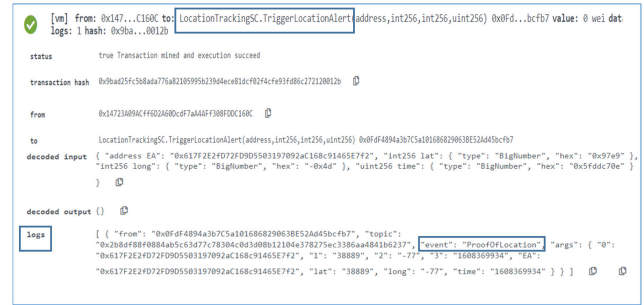 [vm] from: 0x147...C160C to: LocationTrackingSC.TriggerLocationAlert(address,int256,int256,uint256) 0x0Fd...bcfb7 value: 0 wei dat
logs: 1 hash: 0x9ba...0012b
status true Transaction mined and execution succeed
transaction hash 0x9bad25fc5b8ada776a82105995b239d4ece81dcf02f4cfe93fd86c272120012b
from 0x14723A09ACff6D2A60DcdF7aA4AFf308FDDC160C
to LocationTrackingSC.TriggerLocationAlert(address,int256,int256,uint256) 0x0FdF4894a3b7C5a101686829063BE52Ad45bcfb7
decoded input { "address EA": "0x617F2E2fD72FD9D5503197092aC168c91465E7f2", "int256 lat": { "type": "BigNumber", "hex": "0x97e9" },
"int256 long": { "type": "BigNumber", "hex": "-0x4d" }, "uint256 time": { "type": "BigNumber", "hex": "0x5fddc70e" }
}
decoded output {}
logs [ { "from": "0x0FdF4894a3b7C5a101686829063BE52Ad45bcfb7", "topic":
"0x2b8df88f0884ab5c63d77c78304c0d3d08b12104e378275ec3386aa4841b6237", "event": "ProofOfLocation", "args": { "0":
"0x617F2E2fD72FD9D5503197092aC168c91465E7f2", "1": "38889", "2": "-77", "3": "1608369934", "EA":
"0x617F2E2fD72FD9D5503197092aC168c91465E7f2", "lat": "38889", "long": "-77", "time": "1608369934" } } ]